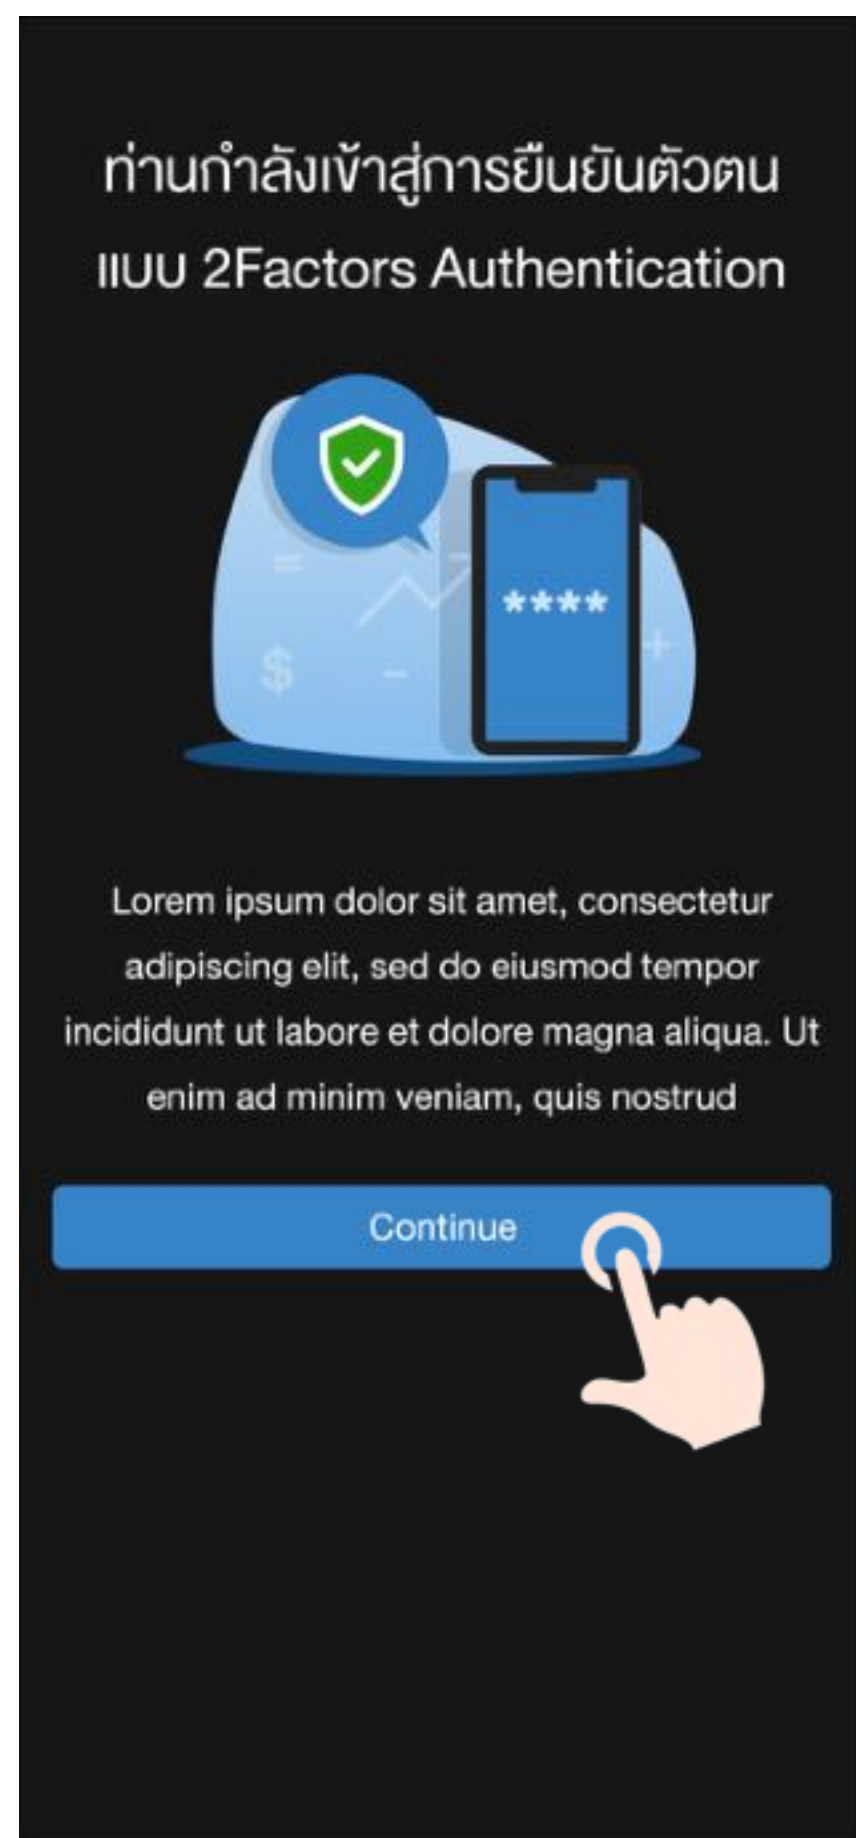 ท่านกำลังเข้าสู่การยืนยันตัวตน
แบบ 2Factors Authentication
=
$
-
+
****
Lorem ipsum dolor sit amet, consectetur
adipiscing elit, sed do eiusmod tempor
incididunt ut labore et dolore magna aliqua. Ut
enim ad minim veniam, quis nostrud
Continue